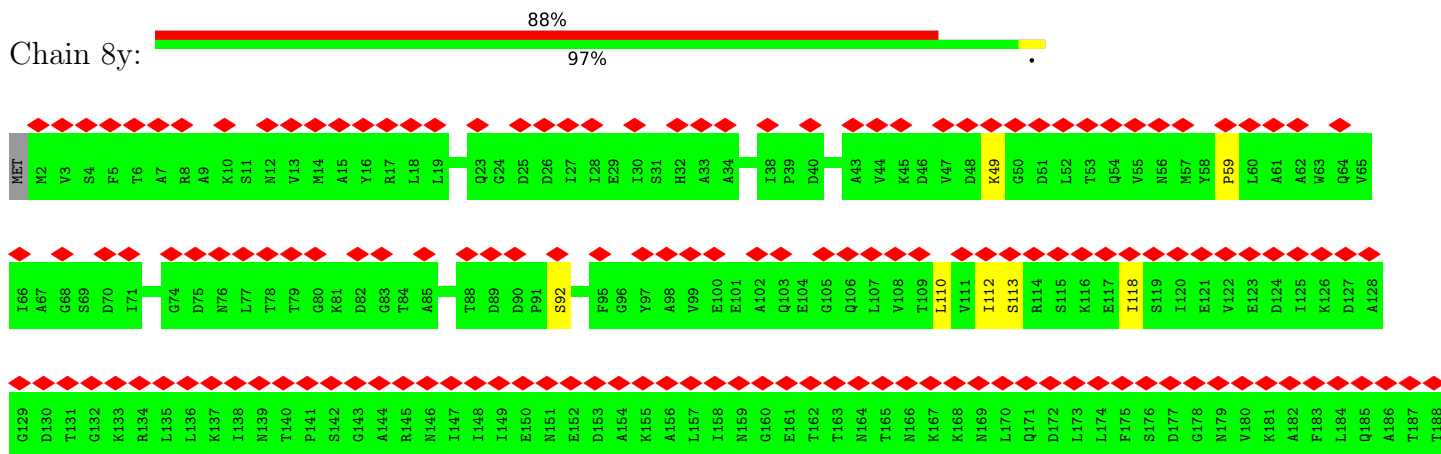 88%
Chain 8y:
97%
.
MET M2 V3 S4 F5 T6 A7 R8 A9 K10 S11 N12 V13 M14 A15 Y16 R17 L18 L19 Q23 G24 D25 D26 I27 I28 E29 I30 S31 H32 A33 A34 I38 P39 D40 A43 V44 K45 D46 V47 D48 K49 G50 D51 L52 T53 Q54 V55 N56 M57 Y58 P59 L60 A61 A62 W63 Q64 V65
I66 A67 G68 S69 D70 I71 G74 D75 N76 L77 T78 T79 G80 K81 D82 G83 T84 A85 T88 D89 D90 P91 S92 F95 G96 Y97 A98 V99 E100 E101 A102 Q103 E104 G105 Q106 L107 V108 T109 L110 V111 I112 S113 R114 S115 K116 E117 I118 S119 I120 E121 V122 E123 D124 I125 K126 D127 A128
G129 D130 T131 G132 K133 R134 L135 L136 K137 I138 N139 T140 P141 S142 G143 A144 R145 N146 I147 I148 I149 E150 N151 E152 D153 A154 K155 A156 L157 I158 N159 G160 E161 T162 T163 N164 T165 N166 K167 K168 N169 L170 Q171 D172 L173 L174 F175 S176 D177 G178 N179 V180 K181 A182 F183 L184 Q185 A186 T187 T188